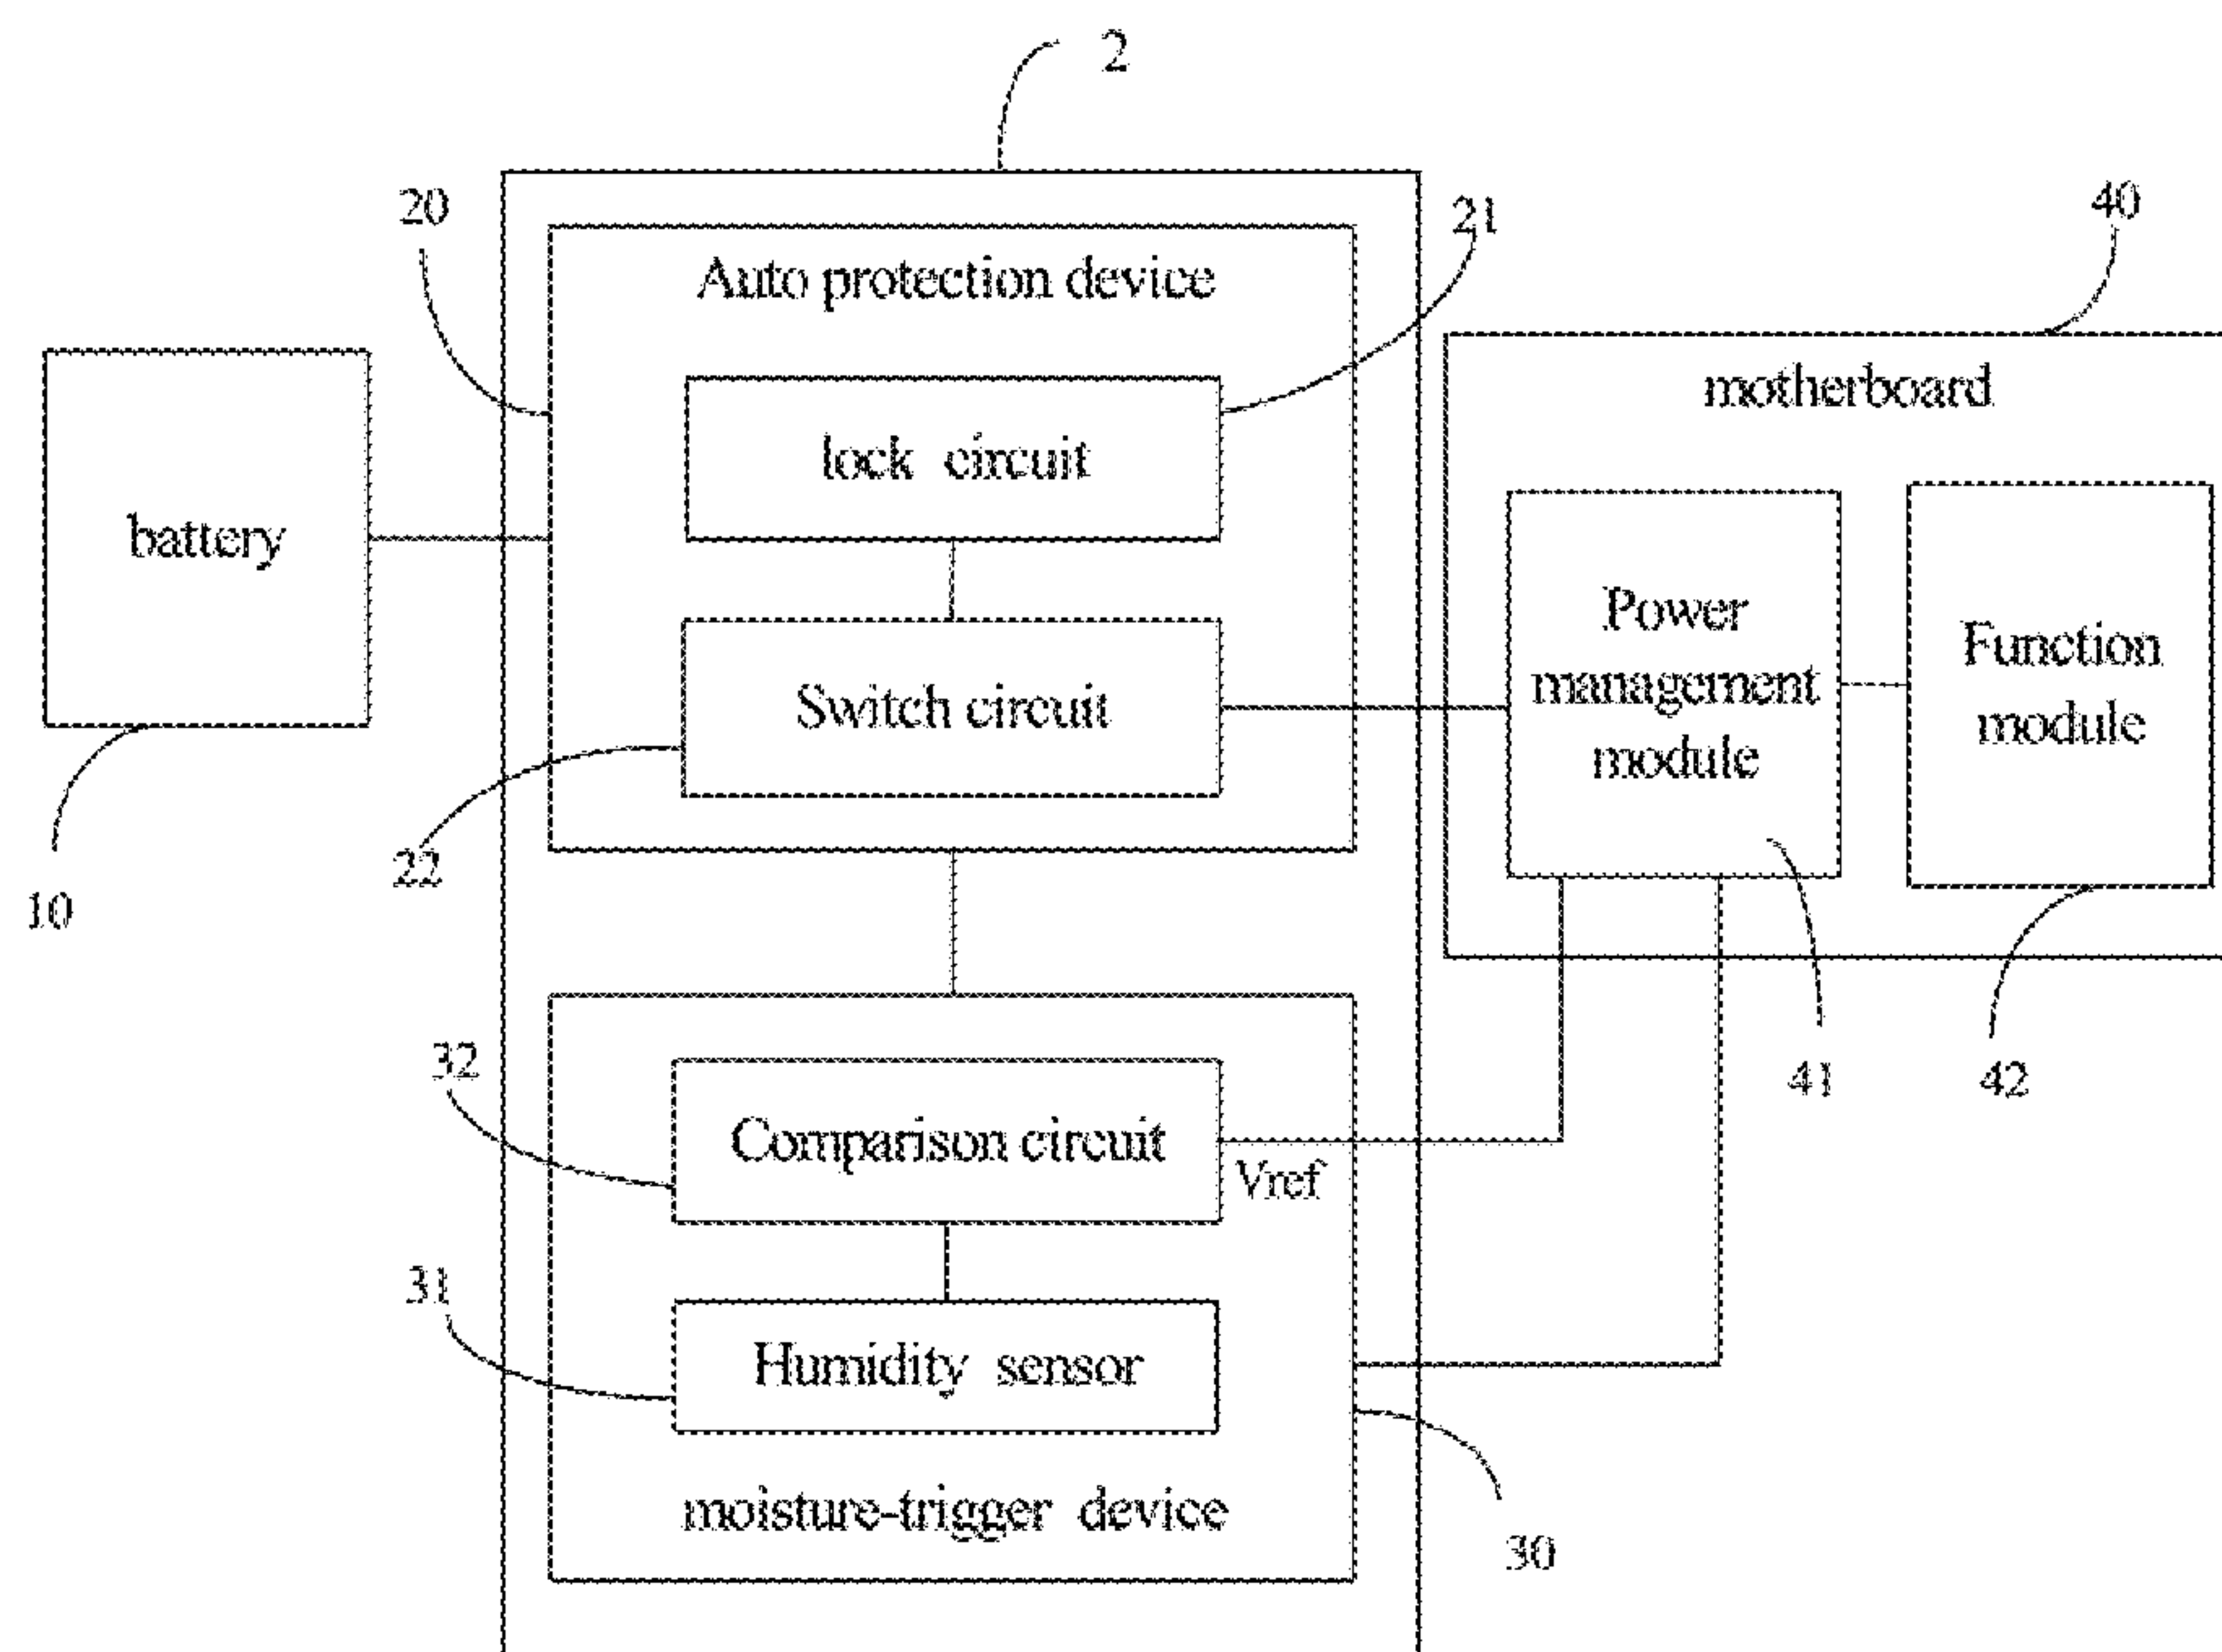 2
20
21
40
Auto protection device
motherboard
lock circuit
battery
Power
management
module
Function
module
Switch circuit
22
10
32
41
42
Comparison circuit
Vref
31
Humidity sensor
moisture-trigger device
30